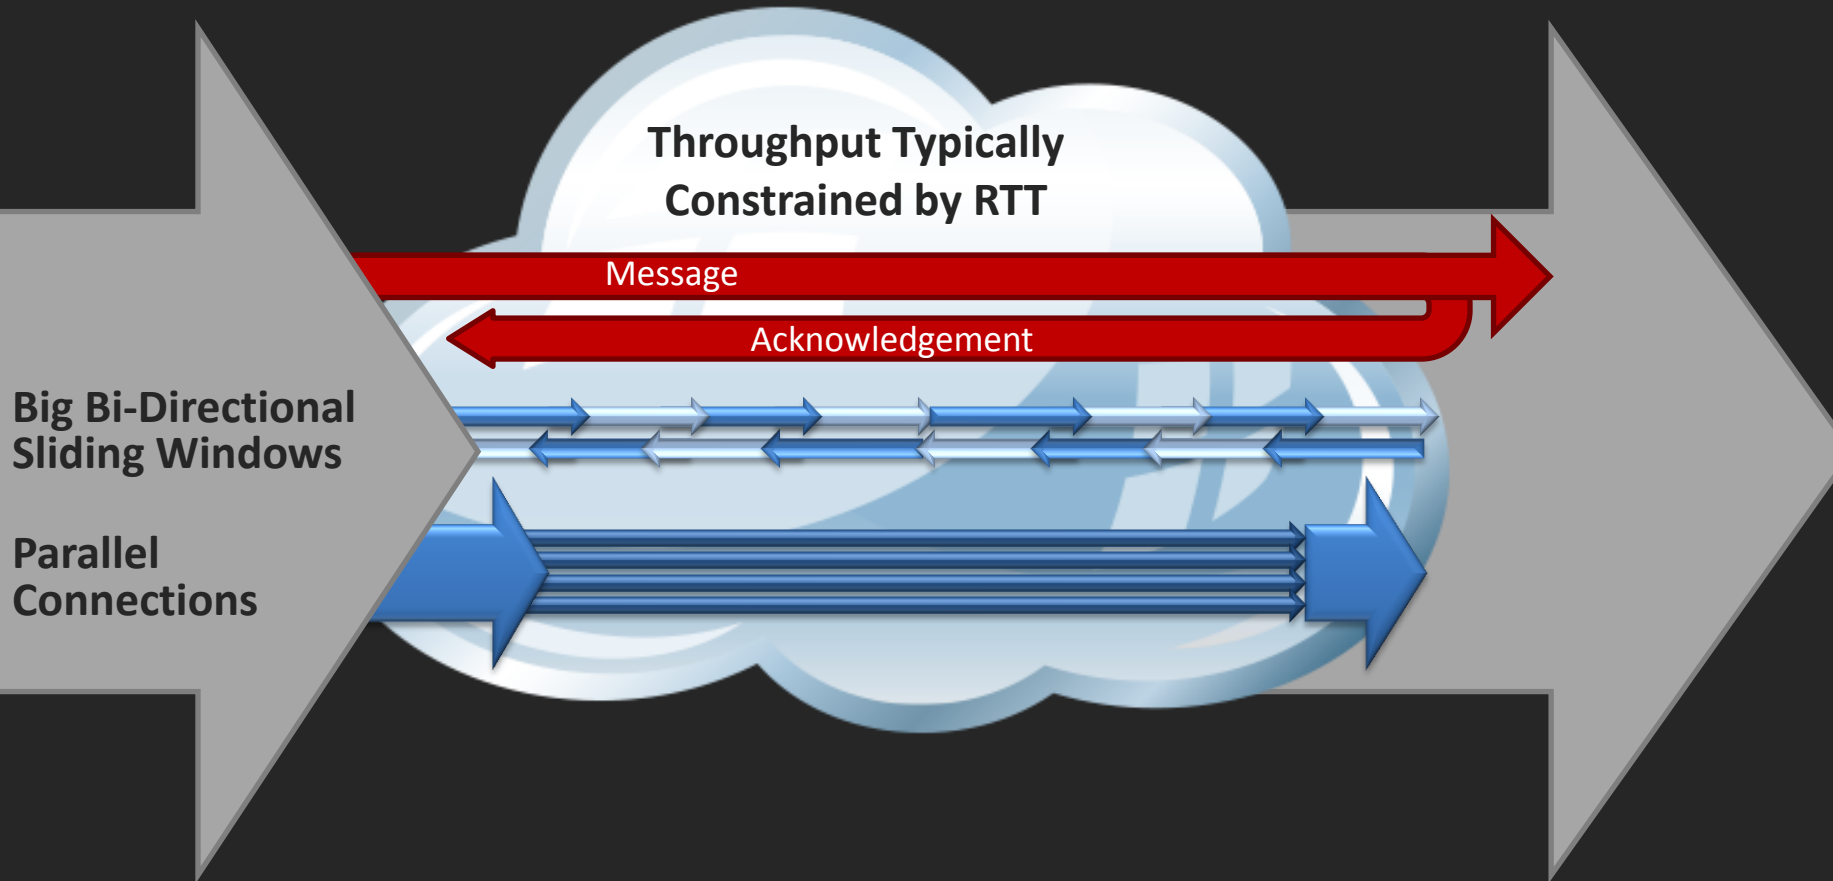 Throughput Typically
Constrained by RTT
Message
Acknowledgement
Big Bi-Directional
Sliding Windows
Parallel
Connections